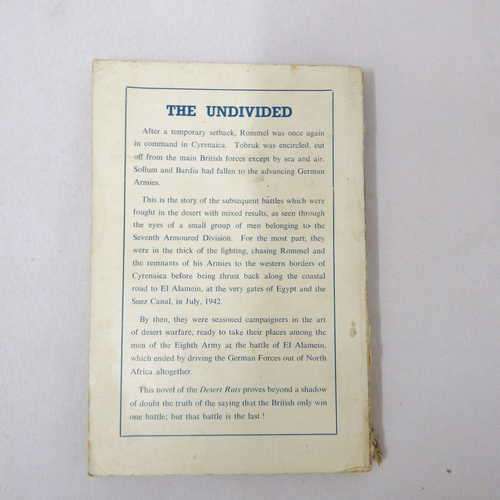 THE UNDIVIDED
After a temporary setback, Rommel was once again
in command in Cyrenaica. Tobruk was encircled, cut
off from the main British forces except by sea and air.
Sollum and Bardia had fallen to the advancing German
Armies.
This is the story of the subsequent battles which were
fought in the desert with mixed results, as seen through
the eyes of a small group of men belonging to the
Seventh Armoured Division. For the most part, they
were in the thick of the fighting, chasing Rommel and
the remnants of his Armies to the western borders of
Cyrenaica before being thrust back along the coastal
road to El Alamein, at the very gates of Egypt and the
Suez Canal, in July, 1942.
By then, they were seasoned campaigners in the art
of desert warfare, ready to take their places among the
men of the Eighth Army at the battle of El Alamein,
which ended by driving the German Forces out of North
Africa altogether.
This novel of the Desert Rats proves beyond a shadow
of doubt the truth of the saying that the British only win
one battle; but that battle is the last!